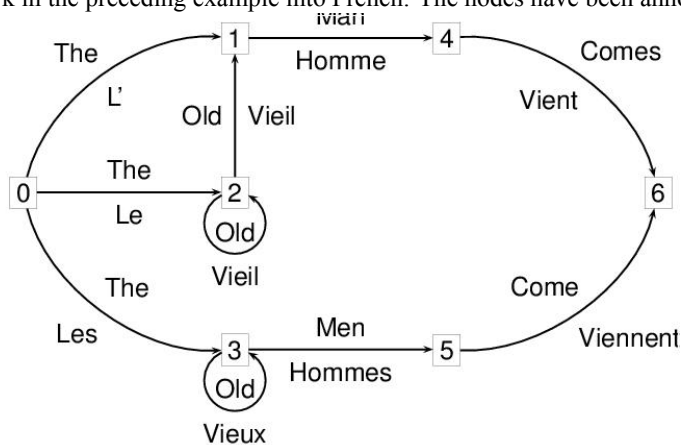 k in the preceding example into French. The nodes have been anno
Man
The
1
4
Comes
Homme
L'
Vient
Old
Vieil
The
0
2
6
Le
Old
Vieil
The
Come
Les
Men
Viennent
3
5
Hommes
Old
Vieux